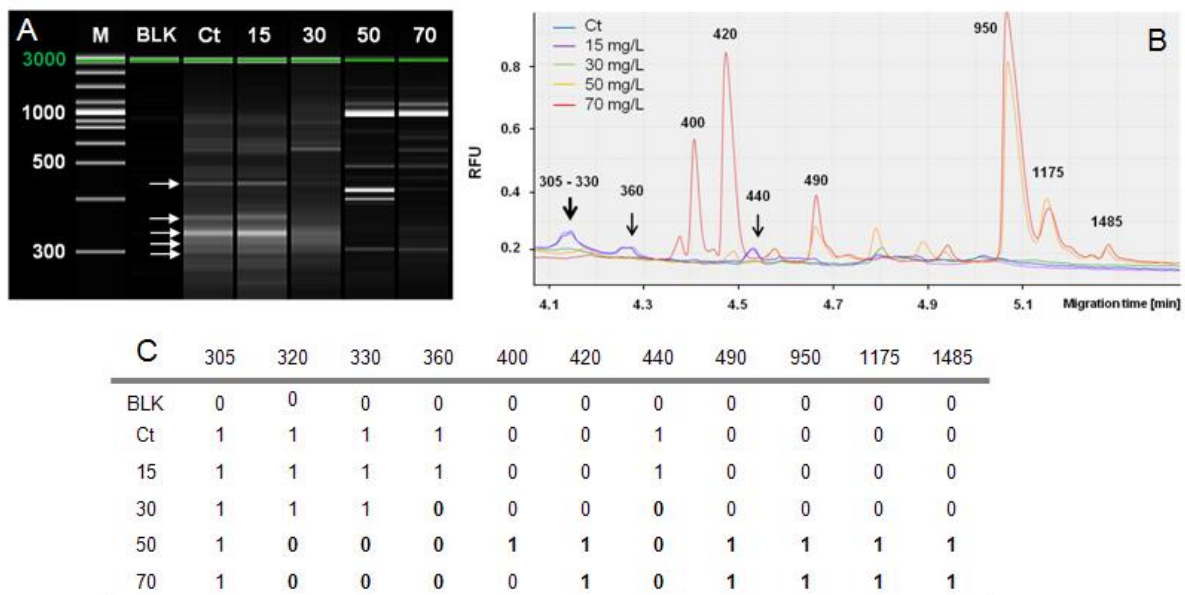 A
M BLK Ct 15 30 50 70
3000
1000
500
300
B
RFU
0.8
0.6
0.4
0.2
Ct
15 mg/L
30 mg/L
50 mg/L
70 mg/L
305 - 330
360
400
420
440
490
950
1175
1485
4.1 4.3 4.5 4.7 4.9 5.1 Migration time [min]
C 305 320 330 360 400 420 440 490 950 1175 1485
BLK 0 0 0 0 0 0 0 0 0 0 0
Ct 1 1 1 1 0 0 1 0 0 0 0
15 1 1 1 1 0 0 1 0 0 0 0
30 1 1 1 0 0 0 0 0 0 0 0
50 1 0 0 0 1 1 0 1 1 1 1
70 1 0 0 0 0 1 0 1 1 1 1